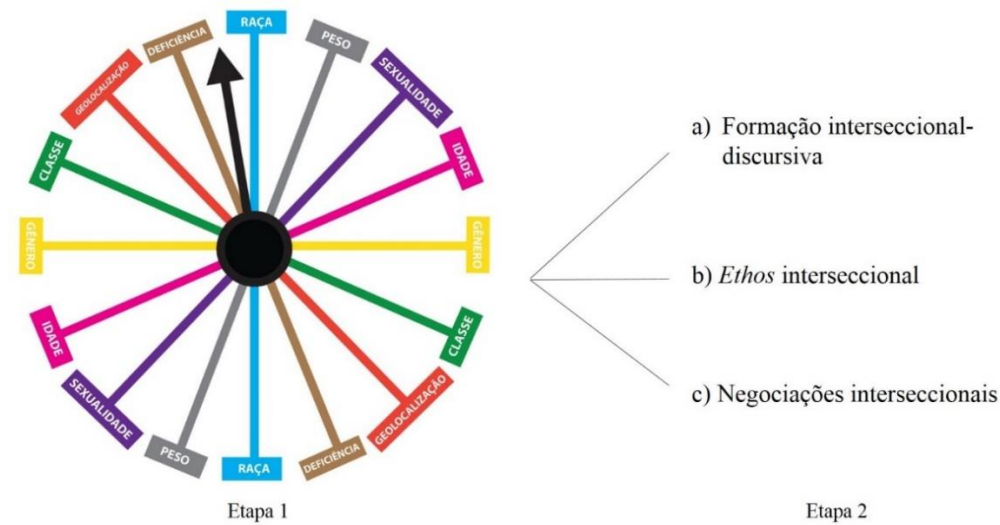 RAÇA
PESO
SEXUALIDADE
IDADE
GÊNERO
CLASSE
GEOLOCALIZAÇÃO
DEFICIÊNCIA
RAÇA
PESO
SEXUALIDADE
IDADE
GÊNERO
CLASSE
GEOLOCALIZAÇÃO
DEFICIÊNCIA
a) Formação interseccional-
discursiva
b) Ethos interseccional
c) Negociações interseccionais
Etapa 1
Etapa 2